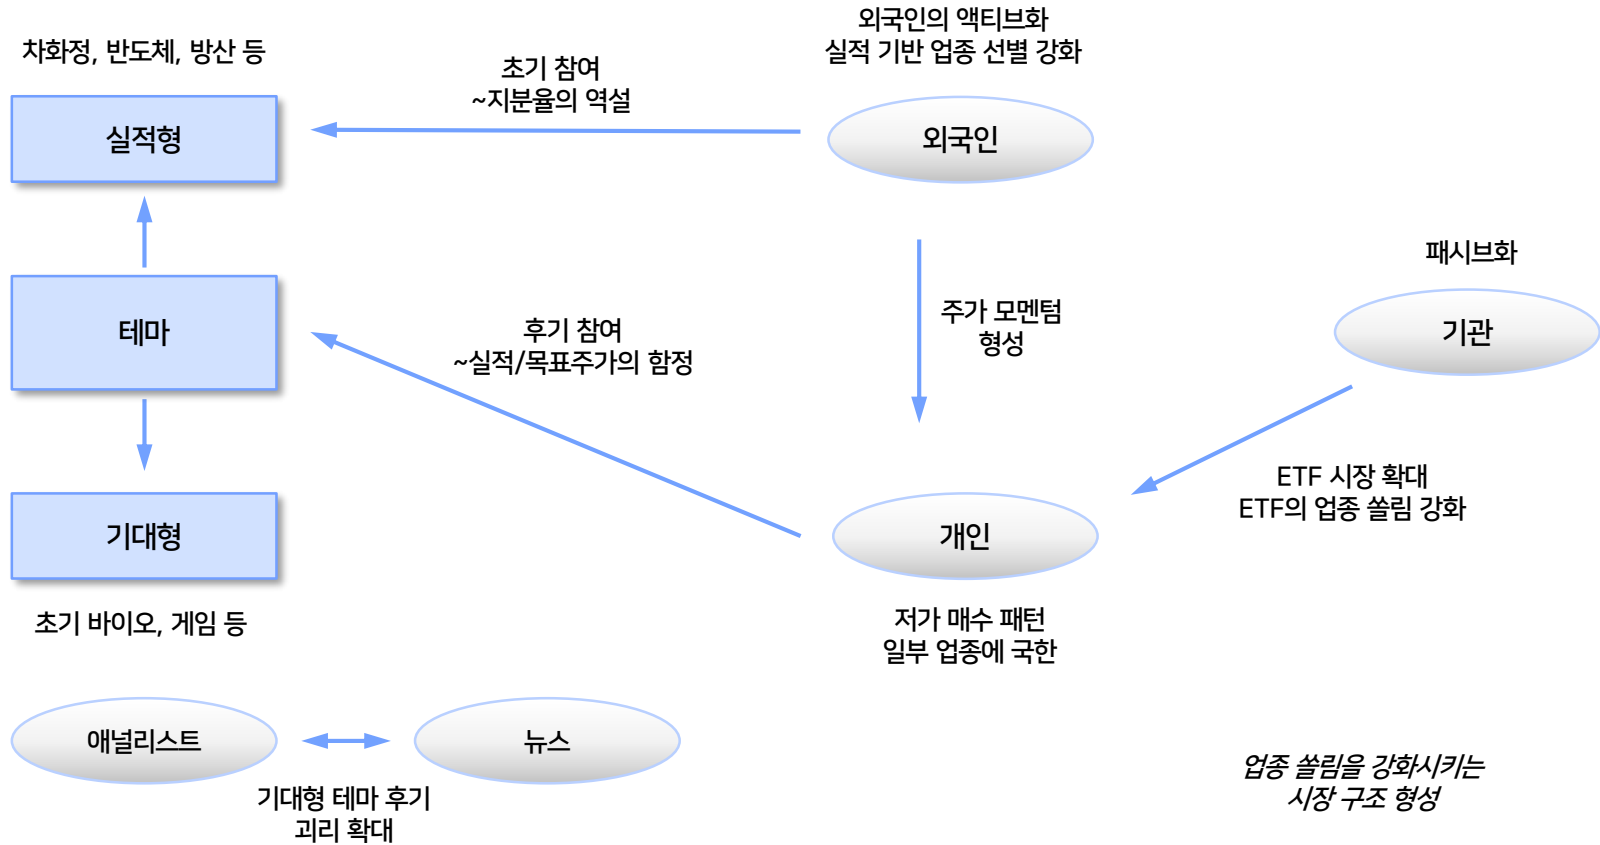 외국인의 액티브화
실적 기반 업종 선별 강화
차화정, 반도체, 방산 등
초기 참여
~지분율의 역설
실적형
외국인
패시브화
테마
후기 참여
~실적/목표주가의 함정
주가 모멘텀
형성
기관
ETF 시장 확대
ETF의 업종 쏠림 강화
기대형
개인
초기 바이오, 게임 등
저가 매수 패턴
일부 업종에 국한
애널리스트
뉴스
기대형 테마 후기
괴리 확대
업종 쏠림을 강화시키는
시장 구조 형성